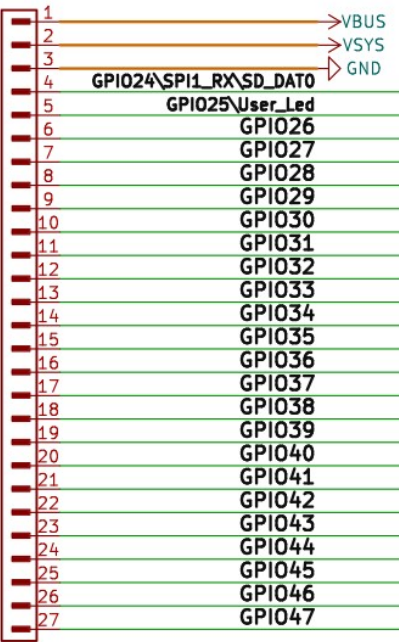 1 VBUS
2 VSYS
3 GND
4 GPIO24\SPI1_RX\SD_DAT0
5 GPIO25\User_Led
6 GPIO26
7 GPIO27
8 GPIO28
9 GPIO29
10 GPIO30
11 GPIO31
12 GPIO32
13 GPIO33
14 GPIO34
15 GPIO35
16 GPIO36
17 GPIO37
18 GPIO38
19 GPIO39
20 GPIO40
21 GPIO41
22 GPIO42
23 GPIO43
24 GPIO44
25 GPIO45
26 GPIO46
27 GPIO47